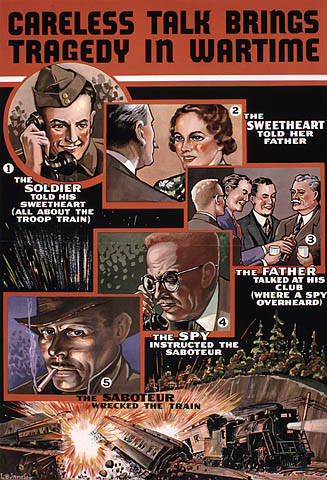 CARELESS TALK BRINGS
TRAGEDY IN WARTIME
1
THE
SOLDIER
TOLD HIS
SWEETHEART
(ALL ABOUT THE
TROOP TRAIN)
2
THE
SWEETHEART
TOLD HER
FATHER
3
THE FATHER
TALKED AT HIS
CLUB
(WHERE A SPY
OVERHEARD)
4
THE SPY
INSTRUCTED THE
SABOTEUR
5
THE SABOTEUR
WRECKED THE TRAIN